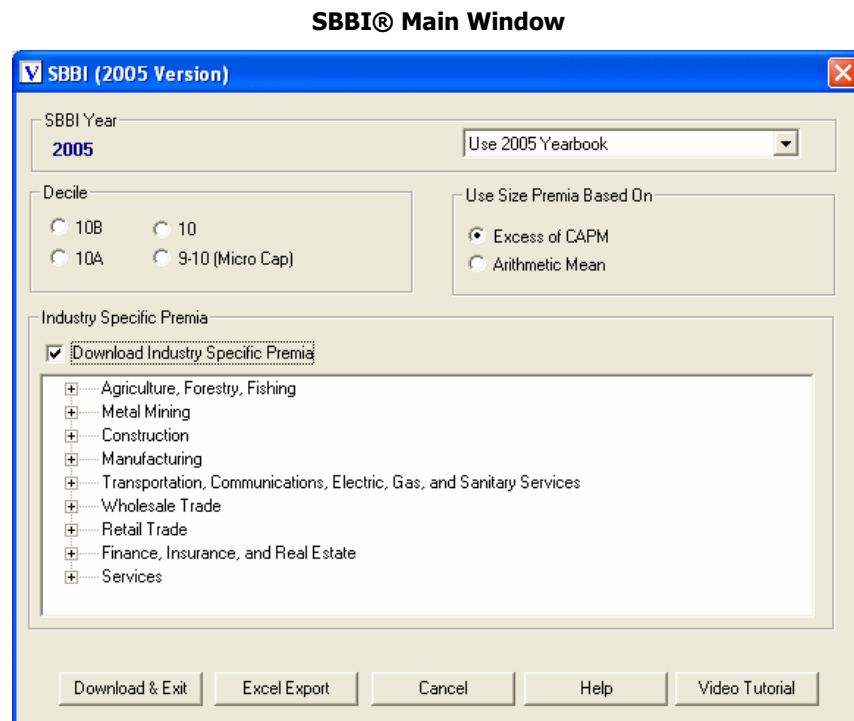 SBBI® Main Window
V SBBI (2005 Version)
SBBI Year
2005
Use 2005 Yearbook
Decile
10B
10
10A
9-10 (Micro Cap)
Use Size Premia Based On
Excess of CAPM
Arithmetic Mean
Industry Specific Premia
Download Industry Specific Premia
Agriculture, Forestry, Fishing
Metal Mining
Construction
Manufacturing
Transportation, Communications, Electric, Gas, and Sanitary Services
Wholesale Trade
Retail Trade
Finance, Insurance, and Real Estate
Services
Download & Exit
Excel Export
Cancel
Help
Video Tutorial